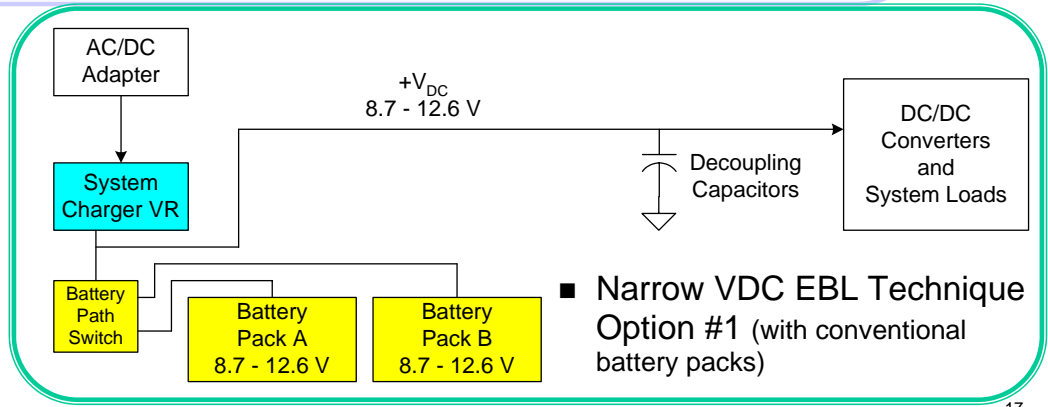 AC/DC
Adapter
+V_DC
8.7 - 12.6 V
DC/DC
Converters
and
System Loads
Decoupling
Capacitors
System
Charger VR
Battery
Path
Switch
Battery
Pack A
8.7 - 12.6 V
Battery
Pack B
8.7 - 12.6 V
■ Narrow VDC EBL Technique
Option #1 (with conventional
battery packs)
17